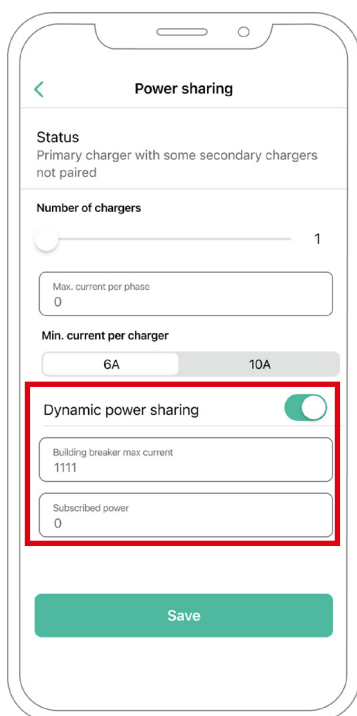 Power sharing
Status
Primary charger with some secondary chargers
not paired
Number of chargers
1
Max. current per phase
0
Min. current per charger
6A 10A
Dynamic power sharing
Building breaker max current
1111
Subscribed power
0
Save